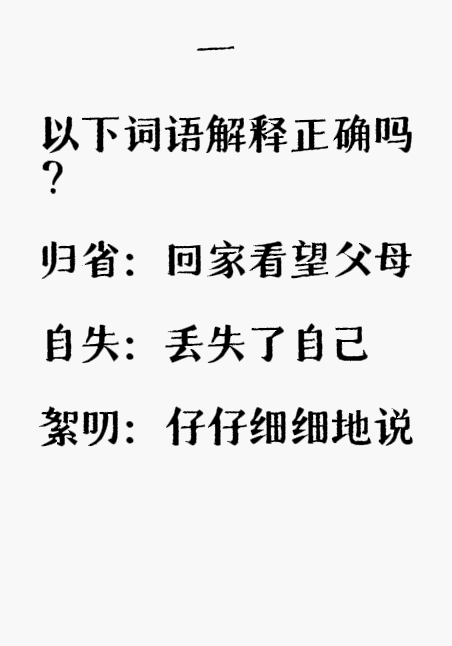 一
以下词语解释正确吗
？
归省：回家看望父母
自失：丢失了自己
絮叨：仔仔细细地说